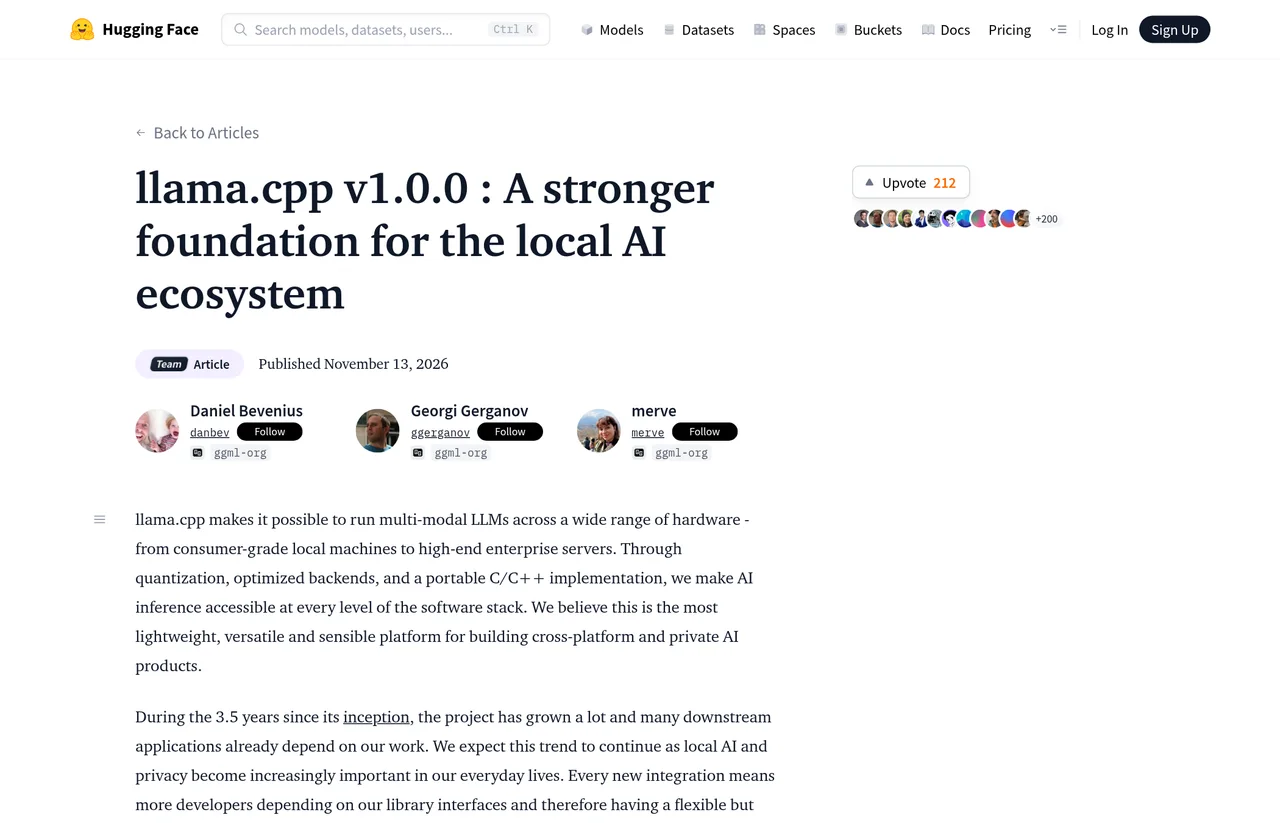 Hugging Face
Search models, datasets, users...
Ctrl K
Models
Datasets
Spaces
Buckets
Docs
Pricing
Log In
Sign Up
← Back to Articles
llama.cpp v1.0.0 : A stronger
foundation for the local AI
ecosystem
Upvote 212
+200
Team Article
Published November 13, 2026
Daniel Bevenius
danbev
Follow
ggml-org
Georgi Gerganov
ggerganov
Follow
ggml-org
merve
merve
Follow
ggml-org
llama.cpp makes it possible to run multi-modal LLMs across a wide range of hardware -
from consumer-grade local machines to high-end enterprise servers. Through
quantization, optimized backends, and a portable C/C++ implementation, we make AI
inference accessible at every level of the software stack. We believe this is the most
lightweight, versatile and sensible platform for building cross-platform and private AI
products.
During the 3.5 years since its inception, the project has grown a lot and many downstream
applications already depend on our work. We expect this trend to continue as local AI and
privacy become increasingly important in our everyday lives. Every new integration means
more developers depending on our library interfaces and therefore having a flexible but